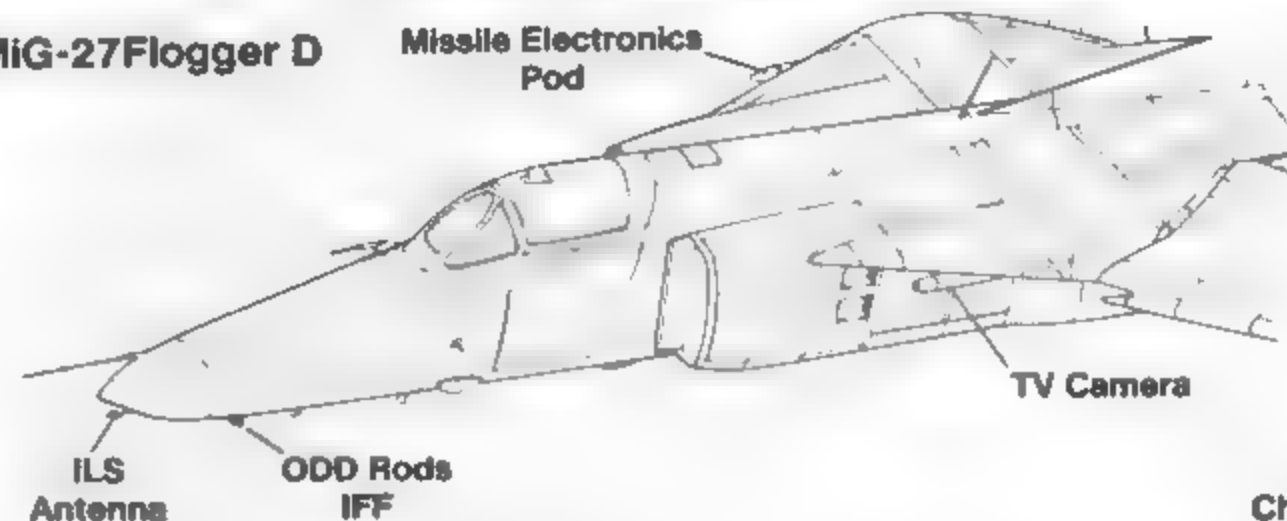 MiG-27Flogger D
Missile Electronics
Pod
TV Camera
ILS
Antenna
ODD Rods
IFF